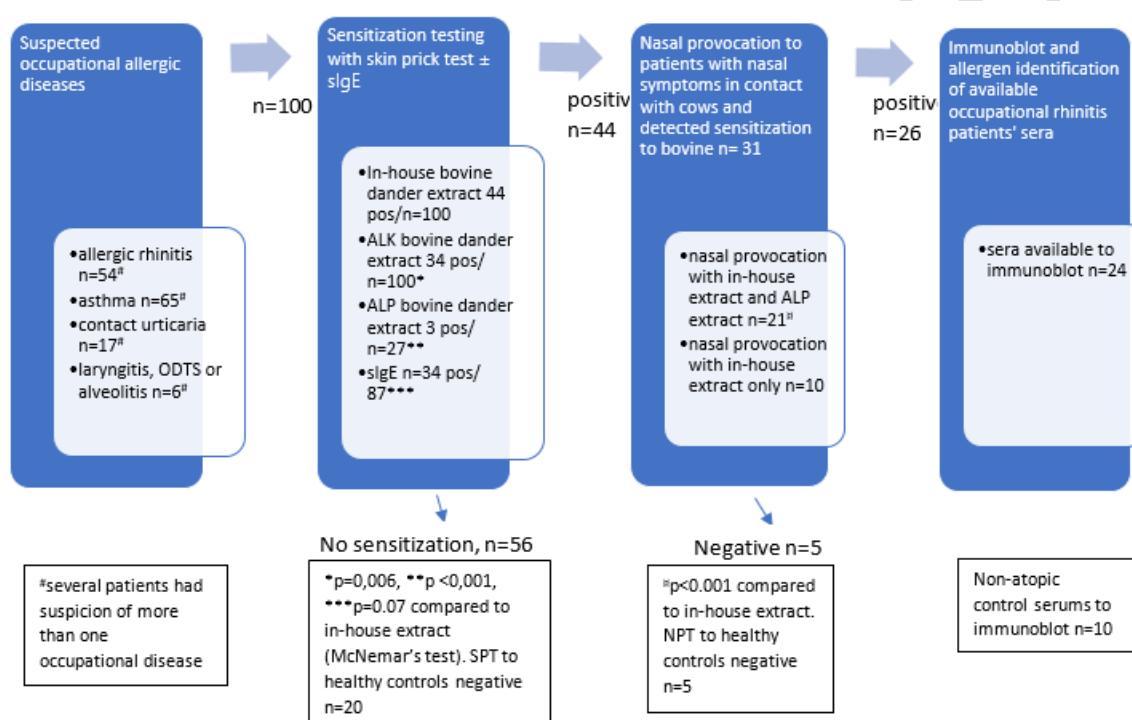 Suspected
occupational allergic
diseases
•allergic rhinitis
n=54#
•asthma n=65#
•contact urticaria
n=17#
•laryngitis, ODTS or
alveolitis n=6#
#several patients had
suspicion of more
than one
occupational disease
n=100
Sensitization testing
with skin prick test ±
sIgE
•In-house bovine
dander extract 44
pos/n=100
•ALK bovine dander
extract 34 pos/
n=100*
•ALP bovine dander
extract 3 pos/
n=27**
•sIgE n=34 pos/
87***
No sensitization, n=56
*p=0,006, **p <0,001,
***p=0.07 compared to
in-house extract
(McNemar's test). SPT to
healthy controls negative
n=20
positiv
n=44
Nasal provocation to
patients with nasal
symptoms in contact
with cows and
detected sensitization
to bovine n= 31
•nasal provocation
with in-house
extract and ALP
extract n=21¤
•nasal provocation
with in-house
extract only n=10
Negative n=5
¤p<0.001 compared
to in-house extract.
NPT to healthy
controls negative
n=5
positiv
n=26
Immunoblot and
allergen identification
of available
occupational rhinitis
patients' sera
•sera available to
immunoblot n=24
Non-atopic
control serums to
immunoblot n=10